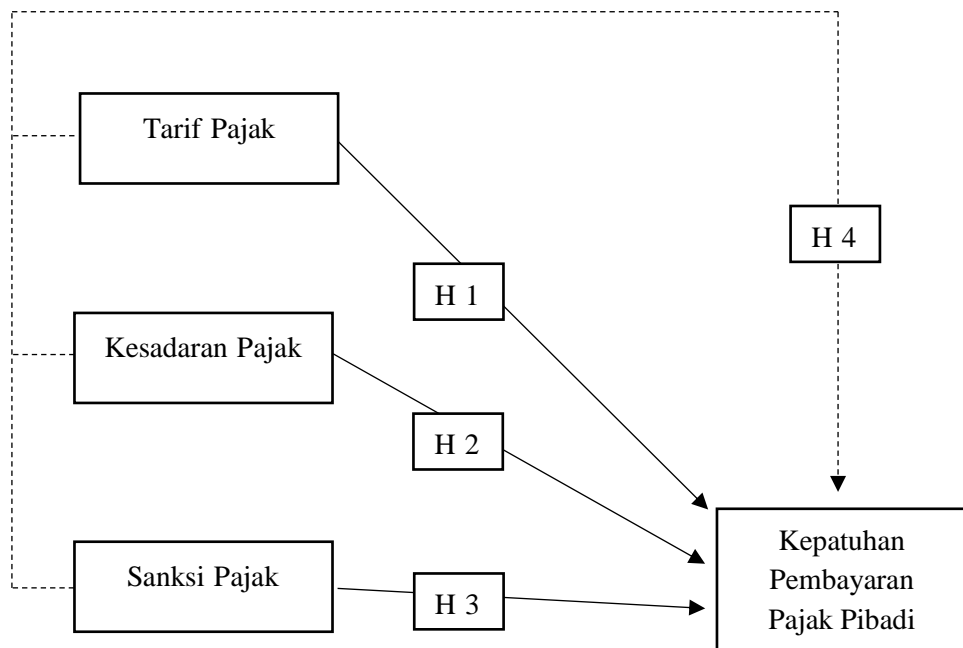 Tarif Pajak
H 4
H 1
Kesadaran Pajak
H 2
Sanksi Pajak
H 3
Kepatuhan
Pembayaran
Pajak Pibadi